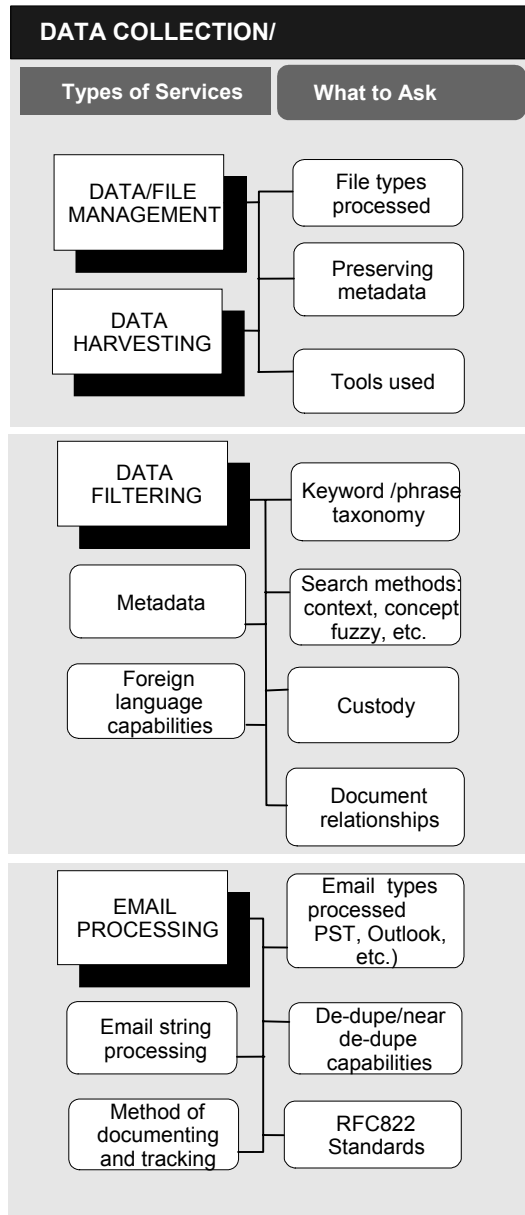 DATA COLLECTION/
Types of Services
What to Ask
DATA/FILE
MANAGEMENT
File types
processed
Preserving
metadata
DATA
HARVESTING
Tools used
DATA
FILTERING
Keyword /phrase
taxonomy
Metadata
Search methods:
context, concept
fuzzy, etc.
Foreign
language
capabilities
Custody
Document
relationships
EMAIL
PROCESSING
Email types
processed
PST, Outlook,
etc.)
Email string
processing
De-dupe/near
de-dupe
capabilities
Method of
documenting
and tracking
RFC822
Standards